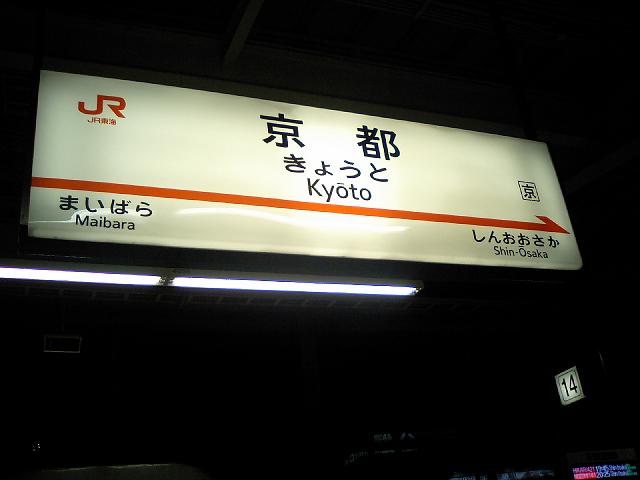 JR
JR東海
京都
きょうと
Kyōto
京
まいばら
Maibara
しんおおさか
Shin-Ōsaka
14